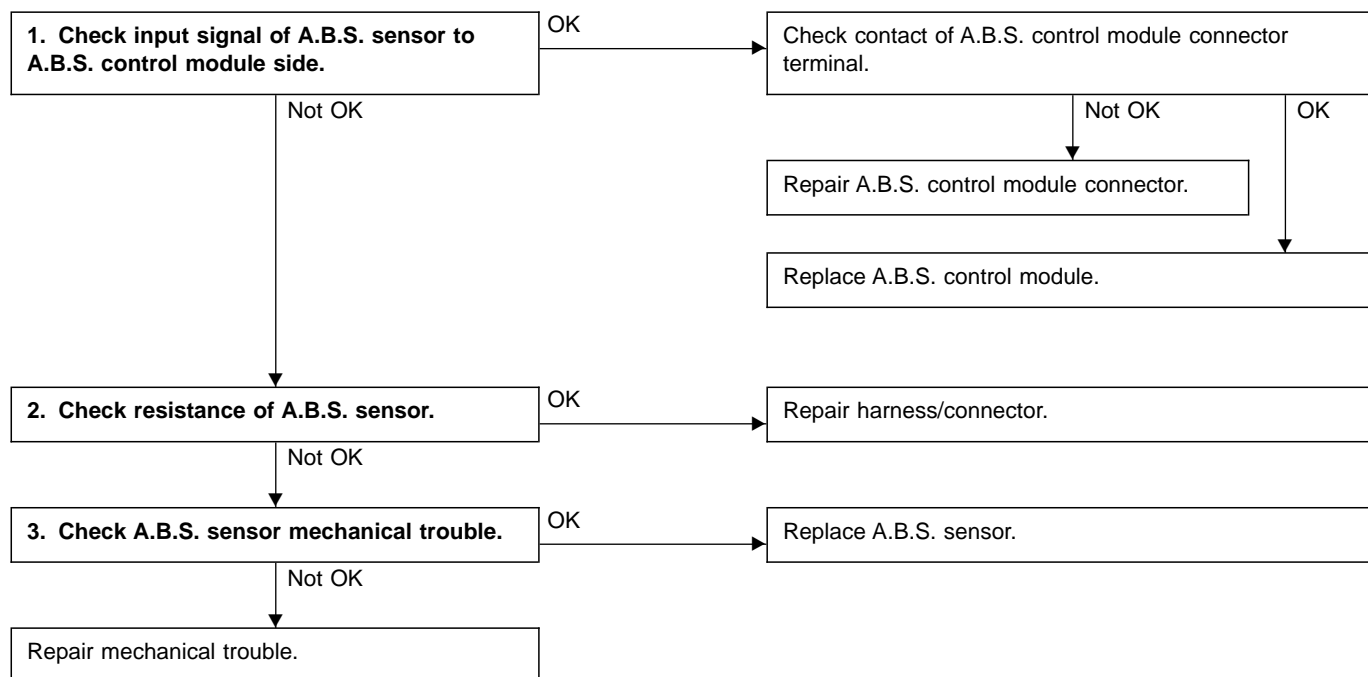 1. Check input signal of A.B.S. sensor to
A.B.S. control module side.
OK
Check contact of A.B.S. control module connector
terminal.
Not OK
Not OK
OK
Repair A.B.S. control module connector.
Replace A.B.S. control module.
2. Check resistance of A.B.S. sensor.
OK
Repair harness/connector.
Not OK
3. Check A.B.S. sensor mechanical trouble.
OK
Replace A.B.S. sensor.
Not OK
Repair mechanical trouble.